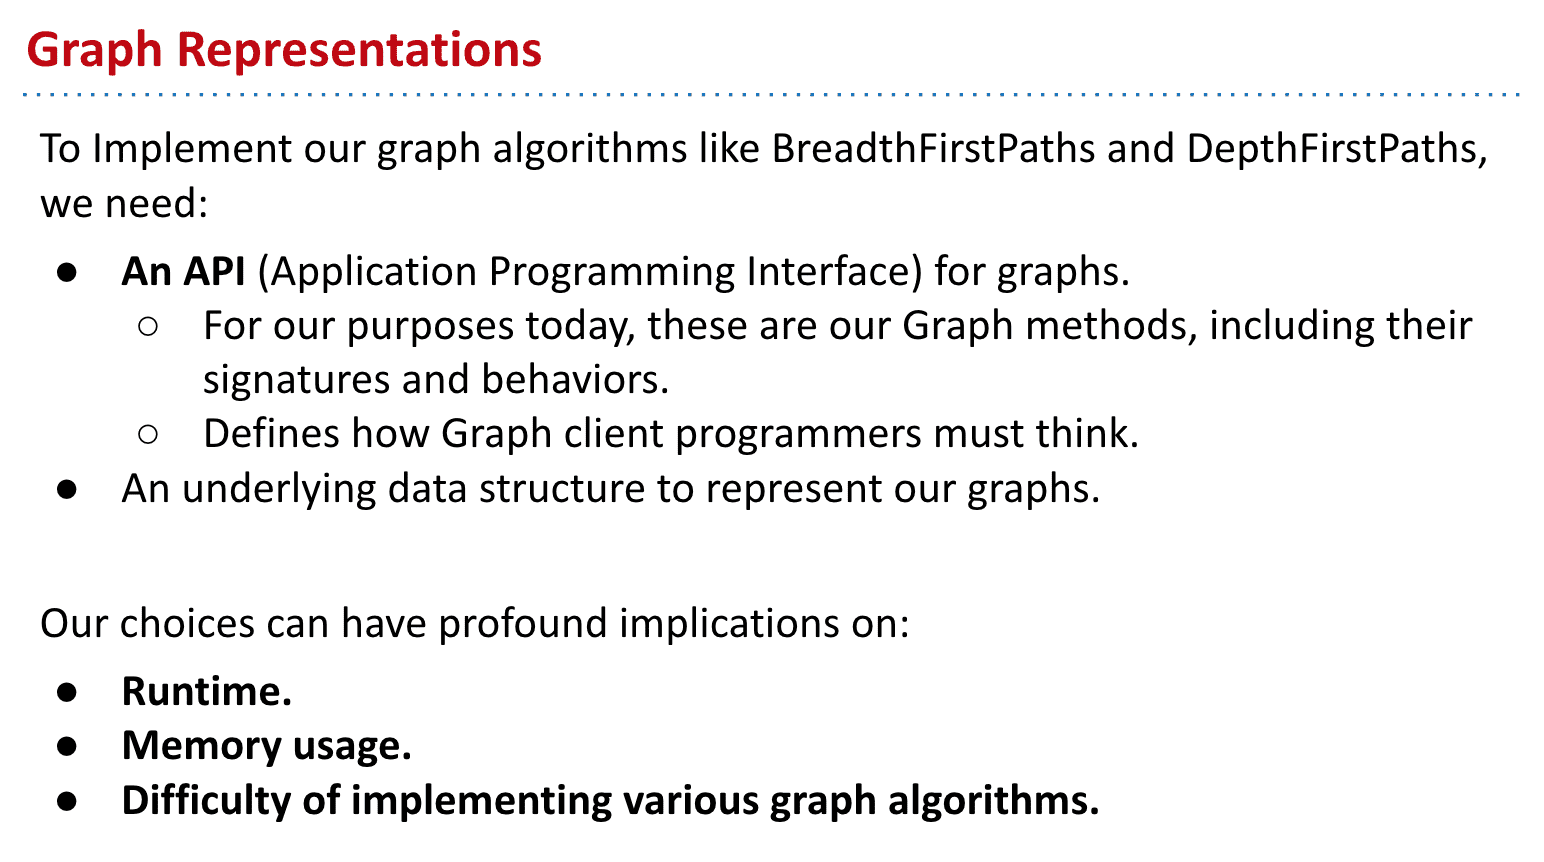 Graph Representations
To Implement our graph algorithms like BreadthFirstPaths and DepthFirstPaths,
we need:
● An API (Application Programming Interface) for graphs.
○ For our purposes today, these are our Graph methods, including their
signatures and behaviors.
○ Defines how Graph client programmers must think.
● An underlying data structure to represent our graphs.
Our choices can have profound implications on:
● Runtime.
● Memory usage.
● Difficulty of implementing various graph algorithms.